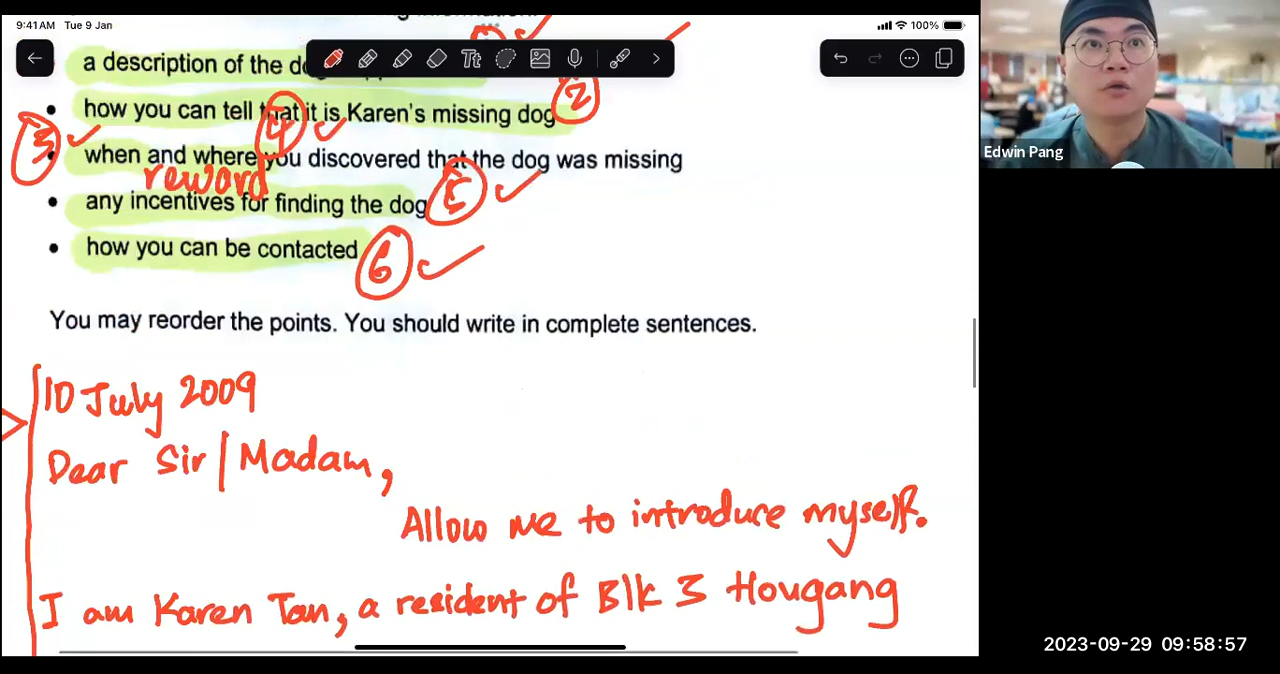 9:41 AM Tue 9 Jan
100%
a description of the do
Tt
• how you can tell that it is Karen's missing dog 2
Edwin Pang
3 4
when and where you discovered that the dog was missing
reward
• any incentives for finding the dog 5
• how you can be contacted 6
You may reorder the points. You should write in complete sentences.
10 July 2009
Dear Sir/Madam,
Allow me to introduce myself.
I am Karen Tan, a resident of Blk 3 Hougang
2023-09-29 09:58:57